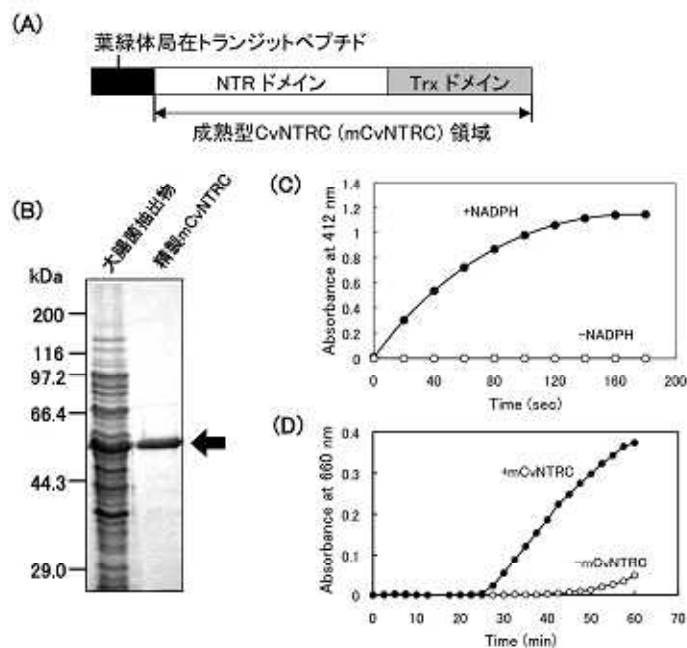 (A)
葉緑体局在トランジットペプチド
NTR ドメイン
Trx ドメイン
成熟型CvNTRC (mCvNTRC) 領域
(B)
大腸菌抽出物
精製mCvNTRC
kDa
200
116
97.2
66.4
44.3
29.0
(C)
Absorbance at 412 nm
1.4
1.2
1
0.8
0.6
0.4
0.2
0
+NADPH
−NADPH
0 40 80 120 160 200
Time (sec)
(D)
Absorbance at 660 nm
0.4
0.3
0.2
0.1
0
+mCvNTRC
−mCvNTRC
0 10 20 30 40 50 60 70
Time (min)